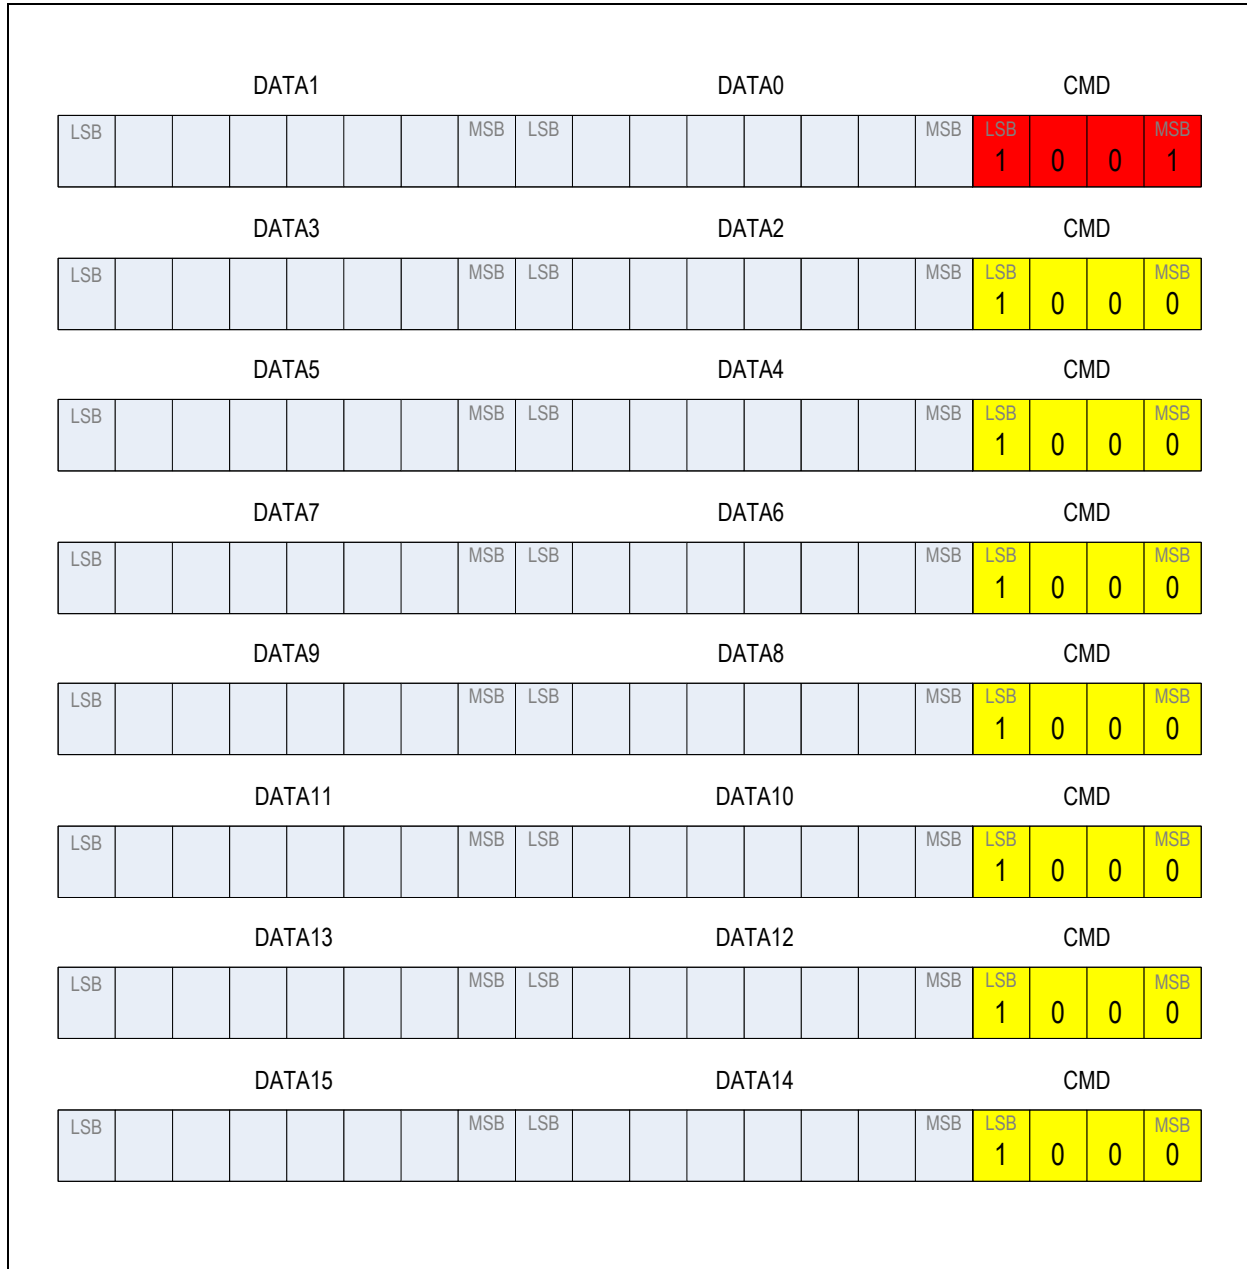 DATA1 DATA0 CMD
LSB MSB LSB MSB LSB MSB
1 0 0 1
DATA3 DATA2 CMD
LSB MSB LSB MSB LSB MSB
1 0 0 0
DATA5 DATA4 CMD
LSB MSB LSB MSB LSB MSB
1 0 0 0
DATA7 DATA6 CMD
LSB MSB LSB MSB LSB MSB
1 0 0 0
DATA9 DATA8 CMD
LSB MSB LSB MSB LSB MSB
1 0 0 0
DATA11 DATA10 CMD
LSB MSB LSB MSB LSB MSB
1 0 0 0
DATA13 DATA12 CMD
LSB MSB LSB MSB LSB MSB
1 0 0 0
DATA15 DATA14 CMD
LSB MSB LSB MSB LSB MSB
1 0 0 0